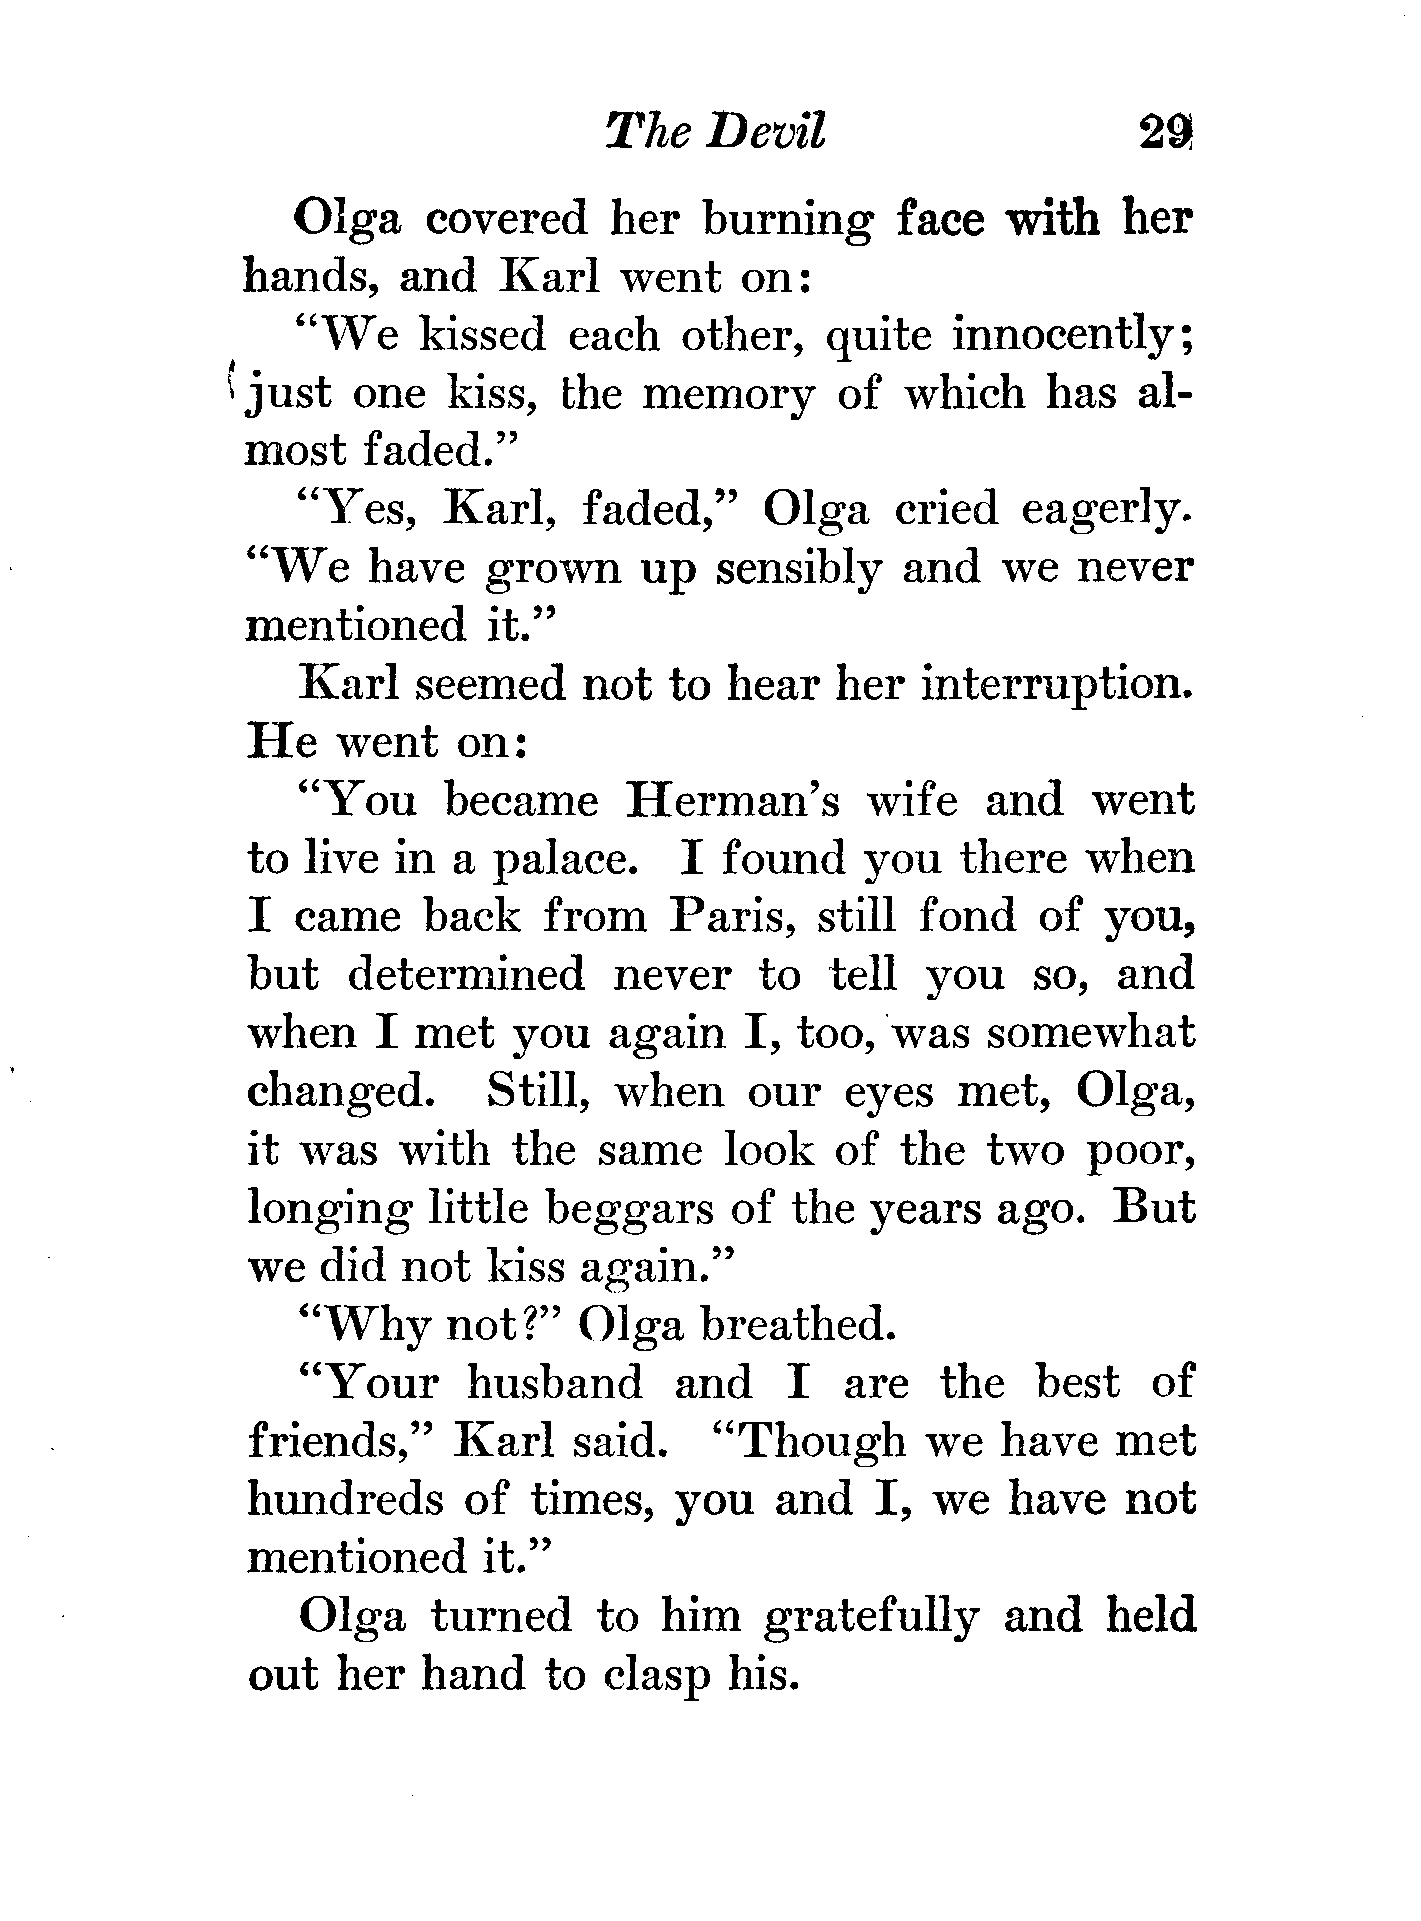 The Devil 29
Olga covered her burning face with her
hands, and Karl went on:
“We kissed each other, quite innocently;
just one kiss, the memory of which has al-
most faded.”
“Yes, Karl, faded,” Olga cried eagerly.
“We have grown up sensibly and we never
mentioned it.”
Karl seemed not to hear her interruption.
He went on:
“You became Herman’s wife and went
to live in a palace. I found you there when
I came back from Paris, still fond of you,
but determined never to tell you so, and
when I met you again I, too, was somewhat
changed. Still, when our eyes met, Olga,
it was with the same look of the two poor,
longing little beggars of the years ago. But
we did not kiss again.”
“Why not?” Olga breathed.
“Your husband and I are the best of
friends,” Karl said. “Though we have met
hundreds of times, you and I, we have not
mentioned it.”
Olga turned to him gratefully and held
out her hand to clasp his.